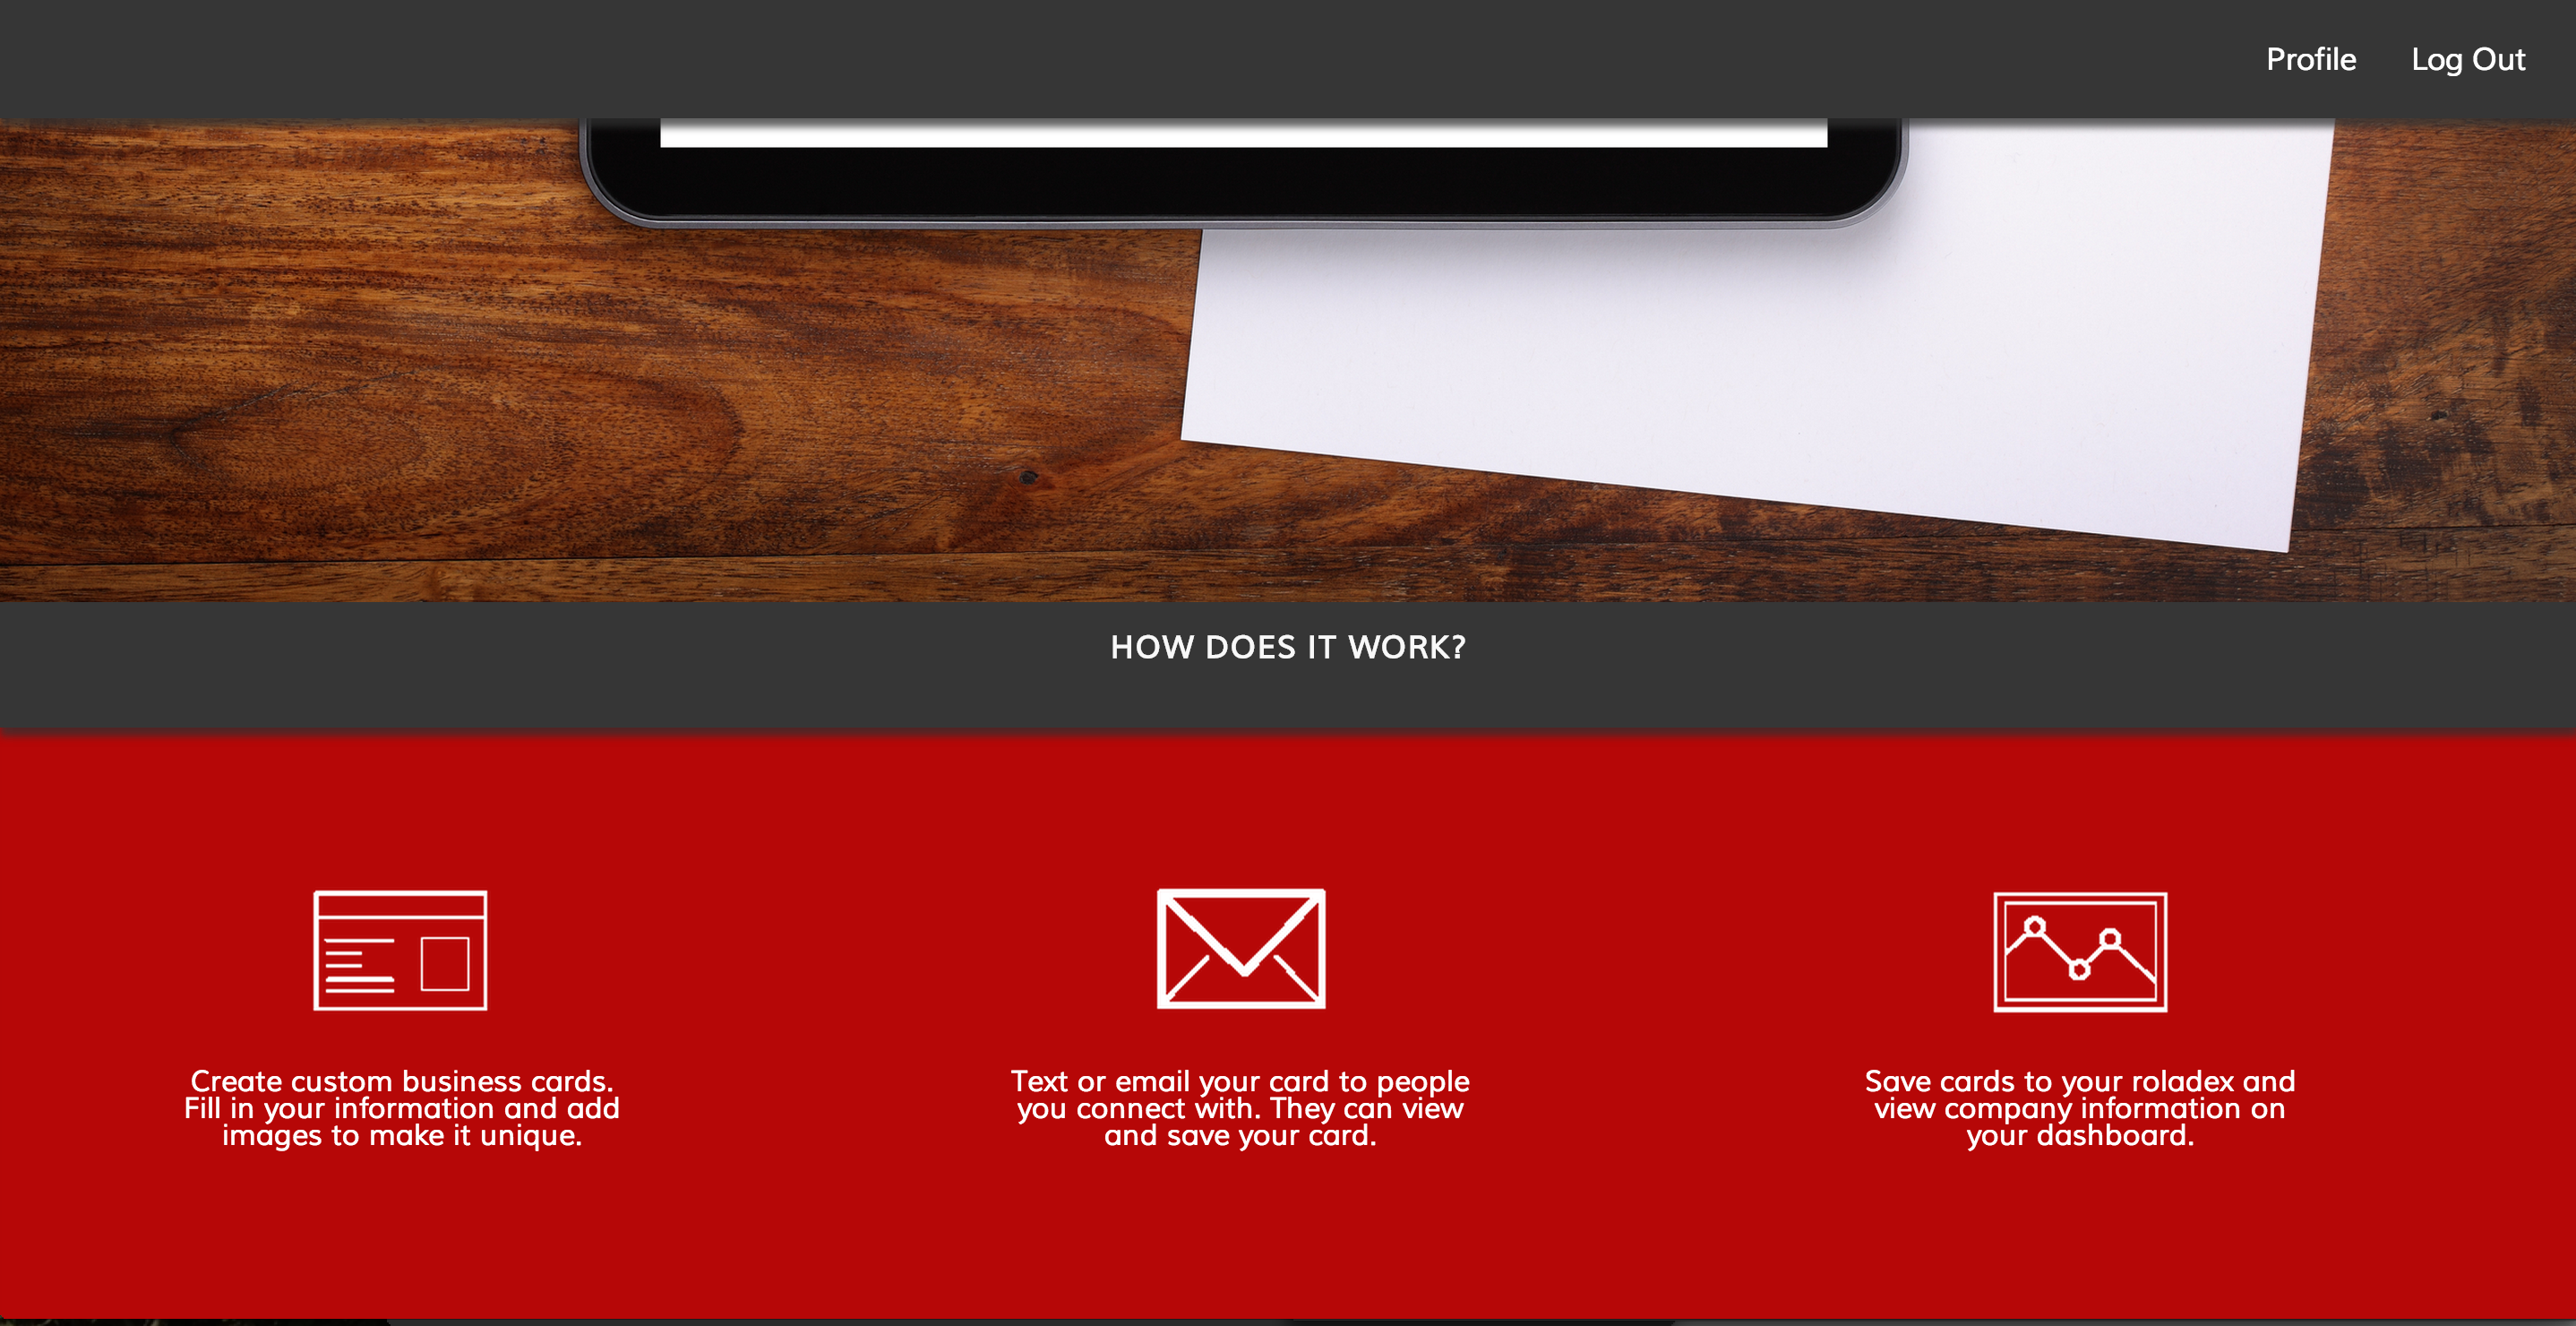 Profile Log Out
HOW DOES IT WORK?
Create custom business cards.
Fill in your information and add
images to make it unique.
Text or email your card to people
you connect with. They can view
and save your card.
Save cards to your roladex and
view company information on
your dashboard.